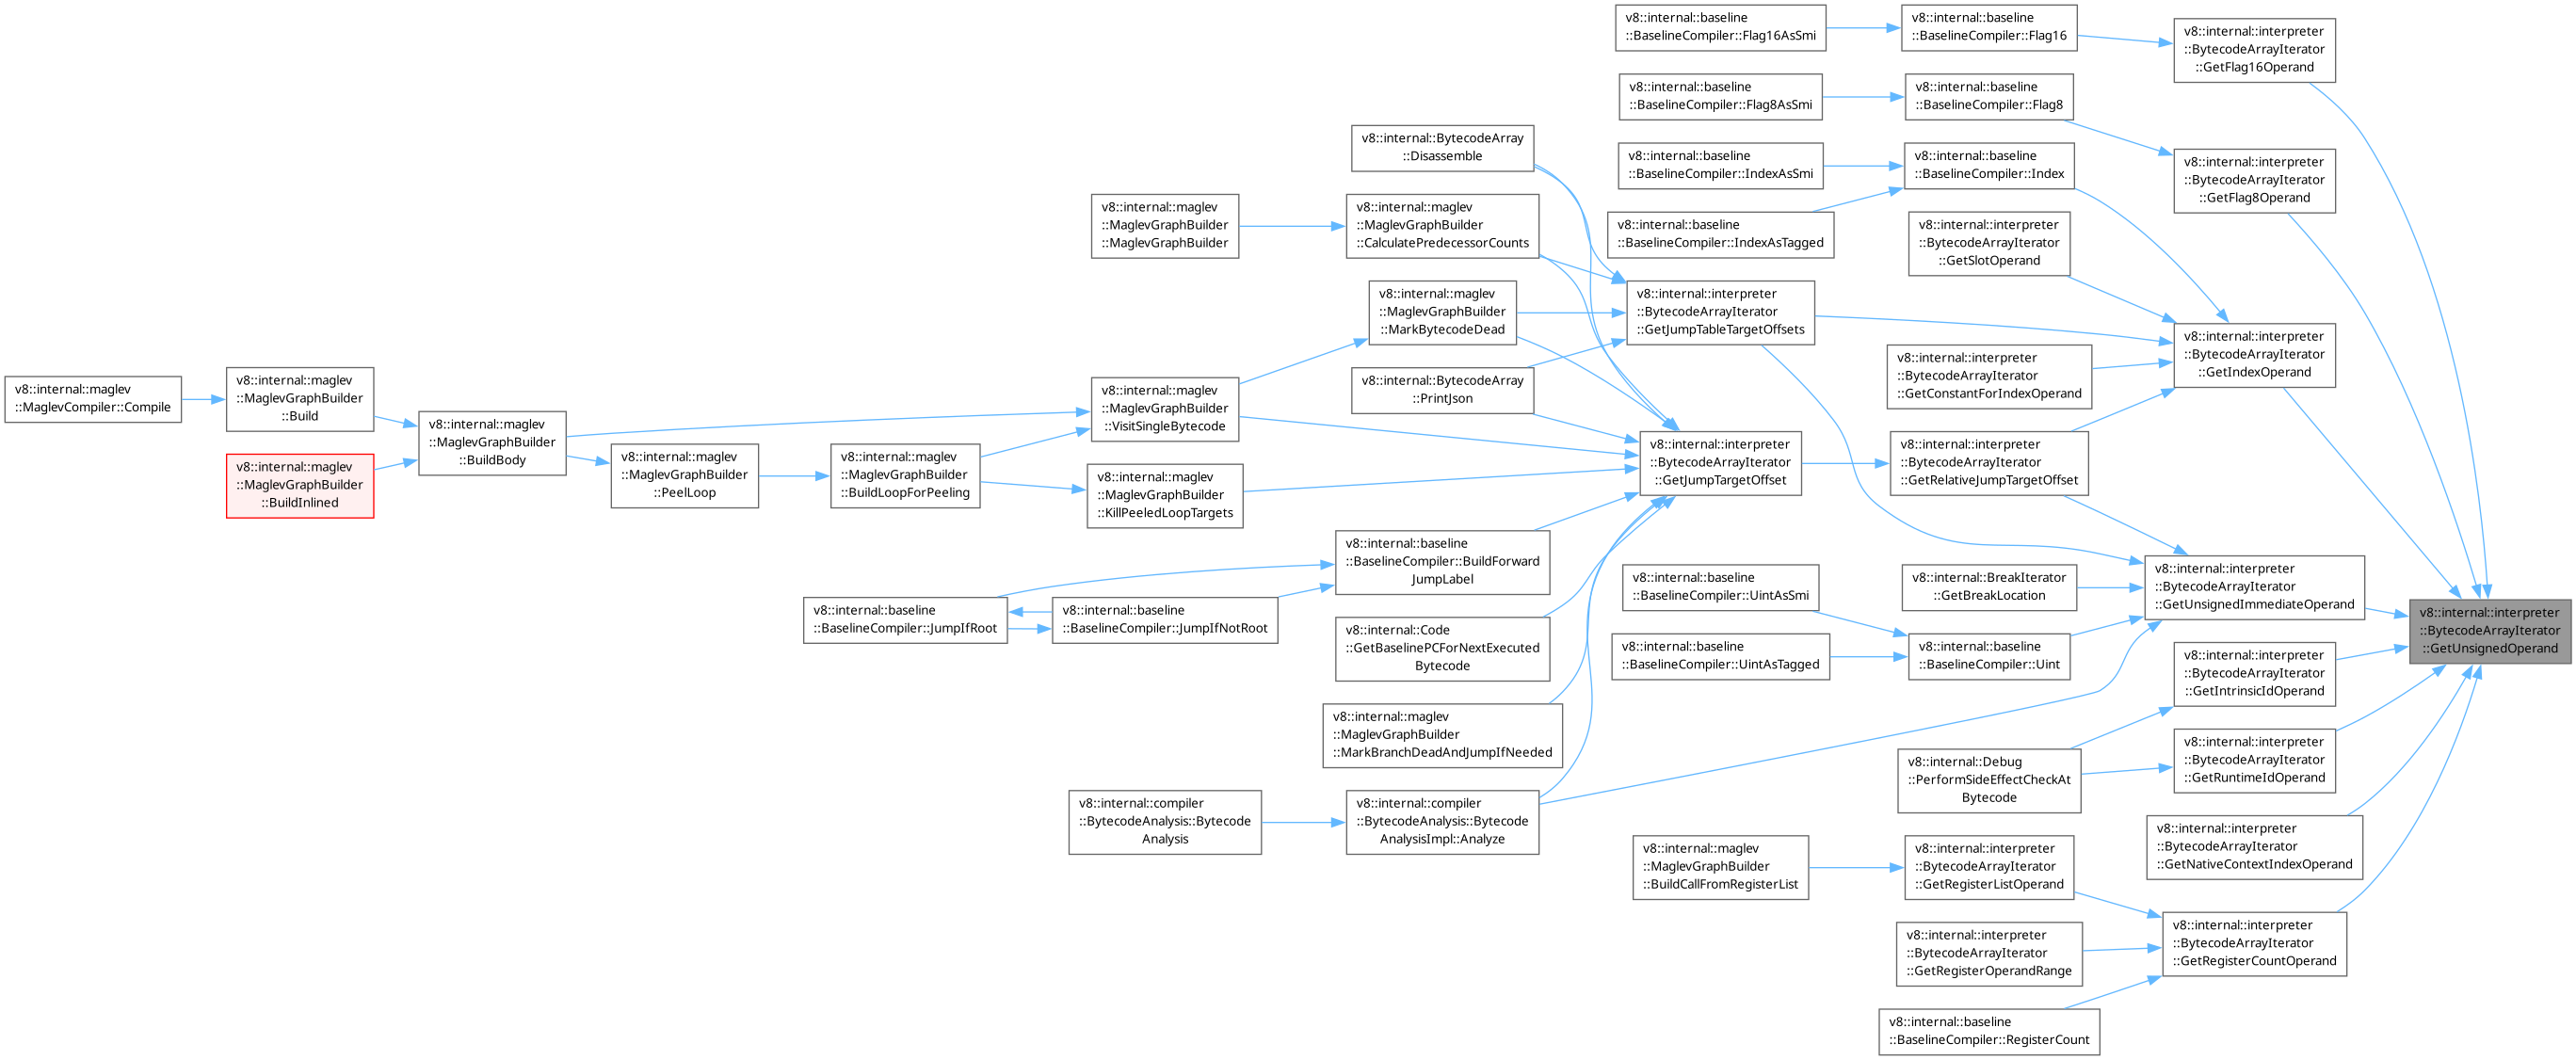 v8::internal::maglev
::MaglevCompiler::Compile
v8::internal::maglev
::MaglevGraphBuilder
::Build
v8::internal::maglev
::MaglevGraphBuilder
::BuildInlined
v8::internal::maglev
::MaglevGraphBuilder
::BuildBody
v8::internal::maglev
::MaglevGraphBuilder
::PeelLoop
v8::internal::maglev
::MaglevGraphBuilder
::BuildLoopForPeeling
v8::internal::baseline
::BaselineCompiler::JumpIfRoot
v8::internal::maglev
::MaglevGraphBuilder
::MaglevGraphBuilder
v8::internal::maglev
::MaglevGraphBuilder
::VisitSingleBytecode
v8::internal::maglev
::MaglevGraphBuilder
::KillPeeledLoopTargets
v8::internal::baseline
::BaselineCompiler::JumpIfNotRoot
v8::internal::compiler
::BytecodeAnalysis::Bytecode
Analysis
v8::internal::BytecodeArray
::Disassemble
v8::internal::maglev
::MaglevGraphBuilder
::CalculatePredecessorCounts
v8::internal::maglev
::MaglevGraphBuilder
::MarkBytecodeDead
v8::internal::BytecodeArray
::PrintJson
v8::internal::baseline
::BaselineCompiler::BuildForward
JumpLabel
v8::internal::Code
::GetBaselinePCForNextExecuted
Bytecode
v8::internal::maglev
::MaglevGraphBuilder
::MarkBranchDeadAndJumpIfNeeded
v8::internal::compiler
::BytecodeAnalysis::Bytecode
AnalysisImpl::Analyze
v8::internal::baseline
::BaselineCompiler::Flag16AsSmi
v8::internal::baseline
::BaselineCompiler::Flag8AsSmi
v8::internal::baseline
::BaselineCompiler::IndexAsSmi
v8::internal::baseline
::BaselineCompiler::IndexAsTagged
v8::internal::interpreter
::BytecodeArrayIterator
::GetJumpTableTargetOffsets
v8::internal::interpreter
::BytecodeArrayIterator
::GetJumpTargetOffset
v8::internal::baseline
::BaselineCompiler::UintAsSmi
v8::internal::baseline
::BaselineCompiler::UintAsTagged
v8::internal::maglev
::MaglevGraphBuilder
::BuildCallFromRegisterList
v8::internal::baseline
::BaselineCompiler::Flag16
v8::internal::baseline
::BaselineCompiler::Flag8
v8::internal::baseline
::BaselineCompiler::Index
v8::internal::interpreter
::BytecodeArrayIterator
::GetSlotOperand
v8::internal::interpreter
::BytecodeArrayIterator
::GetConstantForIndexOperand
v8::internal::interpreter
::BytecodeArrayIterator
::GetRelativeJumpTargetOffset
v8::internal::BreakIterator
::GetBreakLocation
v8::internal::baseline
::BaselineCompiler::Uint
v8::internal::Debug
::PerformSideEffectCheckAt
Bytecode
v8::internal::interpreter
::BytecodeArrayIterator
::GetRegisterListOperand
v8::internal::interpreter
::BytecodeArrayIterator
::GetRegisterOperandRange
v8::internal::baseline
::BaselineCompiler::RegisterCount
v8::internal::interpreter
::BytecodeArrayIterator
::GetFlag16Operand
v8::internal::interpreter
::BytecodeArrayIterator
::GetFlag8Operand
v8::internal::interpreter
::BytecodeArrayIterator
::GetIndexOperand
v8::internal::interpreter
::BytecodeArrayIterator
::GetUnsignedImmediateOperand
v8::internal::interpreter
::BytecodeArrayIterator
::GetIntrinsicIdOperand
v8::internal::interpreter
::BytecodeArrayIterator
::GetRuntimeIdOperand
v8::internal::interpreter
::BytecodeArrayIterator
::GetNativeContextIndexOperand
v8::internal::interpreter
::BytecodeArrayIterator
::GetRegisterCountOperand
v8::internal::interpreter
::BytecodeArrayIterator
::GetUnsignedOperand